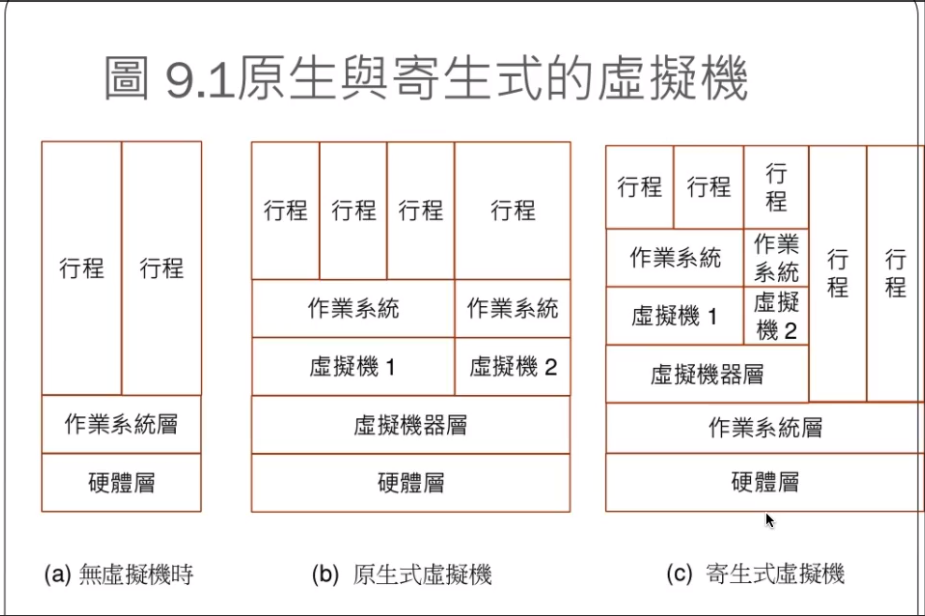 圖 9.1原生與寄生式的虛擬機
行程 行程
作業系統層
硬體層
(a) 無虛擬機時
行程 行程 行程 行程
作業系統 作業系統
虛擬機 1 虛擬機 2
虛擬機器層
硬體層
(b) 原生式虛擬機
行程 行程
行
程
作業系統
作業
系統
虛擬機 1
虛擬
機 2
虛擬機器層
行
程
行
程
作業系統層
硬體層
(c) 寄生式虛擬機